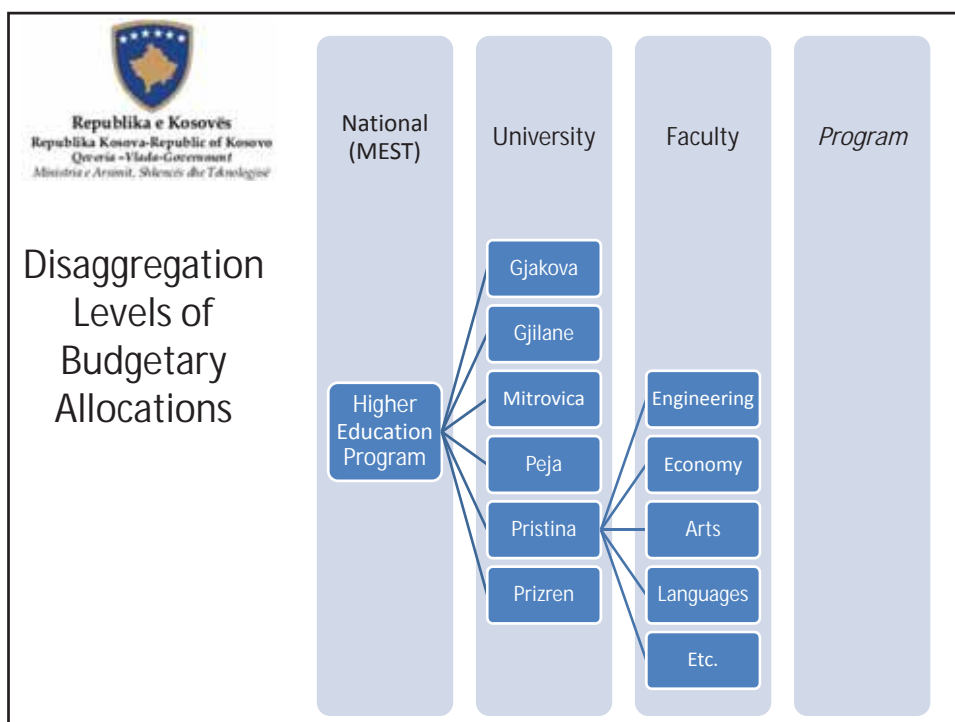 Republika e Kosovës
Republika Kosova-Republic of Kosovo
Qeveria –Vlada-Government
Ministria e Arsimit, Shkencës dhe Teknologjisë
Disaggregation
Levels of
Budgetary
Allocations
National
(MEST)
University
Faculty
Program
Higher
Education
Program
Gjakova
Gjilane
Mitrovica
Peja
Pristina
Prizren
Engineering
Economy
Arts
Languages
Etc.